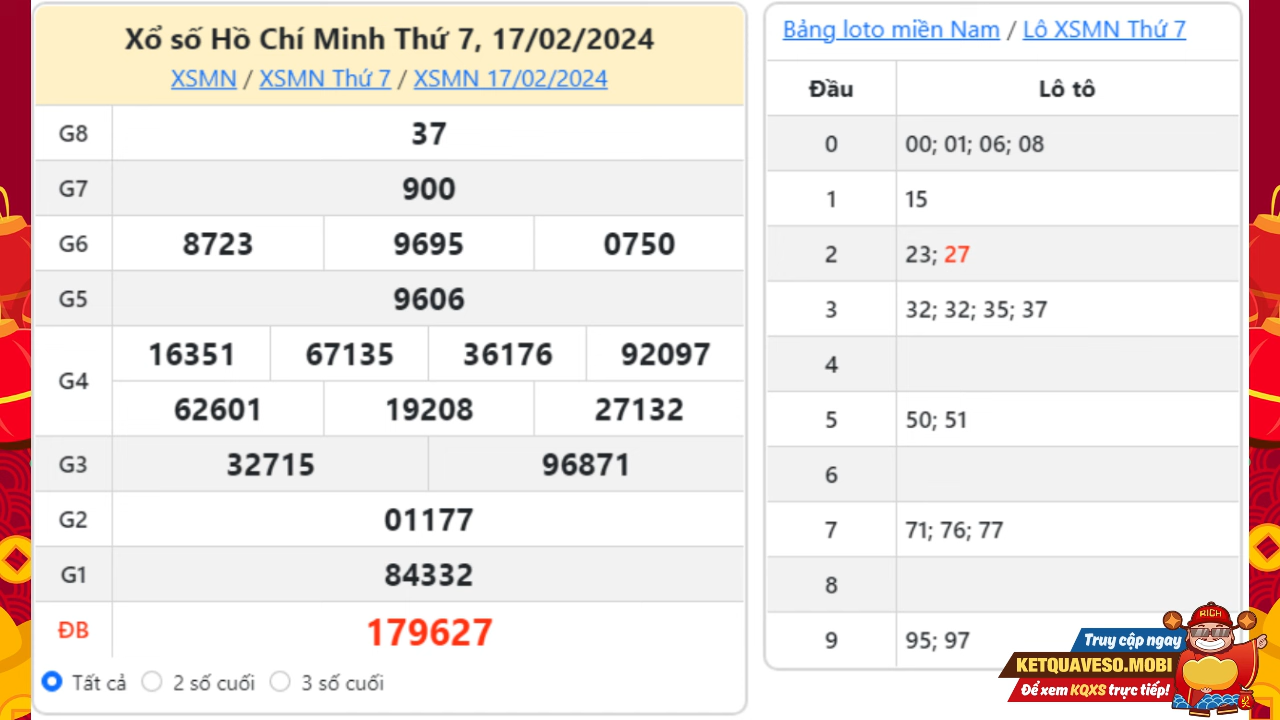 Xổ số Hồ Chí Minh Thứ 7, 17/02/2024
XSMN / XSMN Thứ 7 / XSMN 17/02/2024
G8 37
G7 900
G6 8723 9695 0750
G5 9606
G4 16351 67135 36176 92097
62601 19208 27132
G3 32715 96871
G2 01177
G1 84332
ĐB 179627
Tất cả 2 số cuối 3 số cuối
Bảng loto miền Nam / Lô XSMN Thứ 7
Đầu Lô tô
0 00; 01; 06; 08
1 15
2 23; 27
3 32; 32; 35; 37
4
5 50; 51
6
7 71; 76; 77
8
9 95; 97
RICH
Truy cập ngay
KETQUAVESO.MOBI
Để xem KQXS trực tiếp!